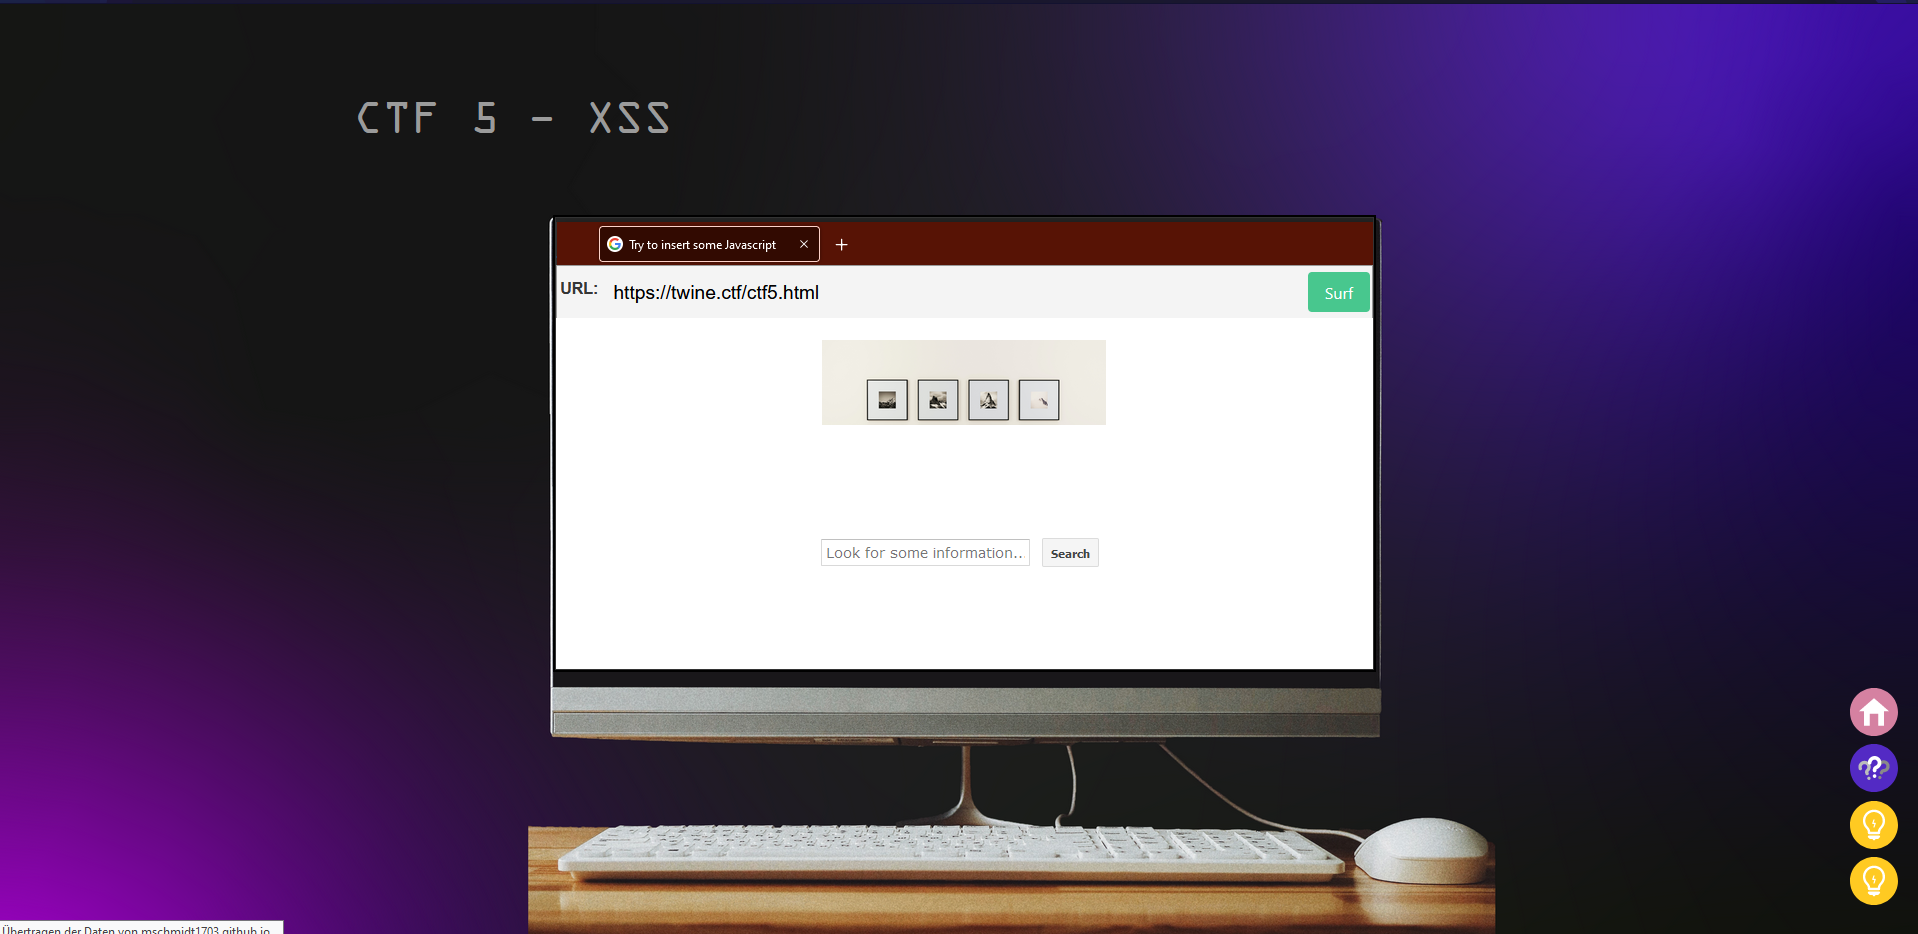 CTF 5 - XSS
Try to insert some Javascript
URL: https://twine.ctf/ctf5.html Surf
Look for some information... Search
Übertragen der Daten von mschmidt1703.github.io